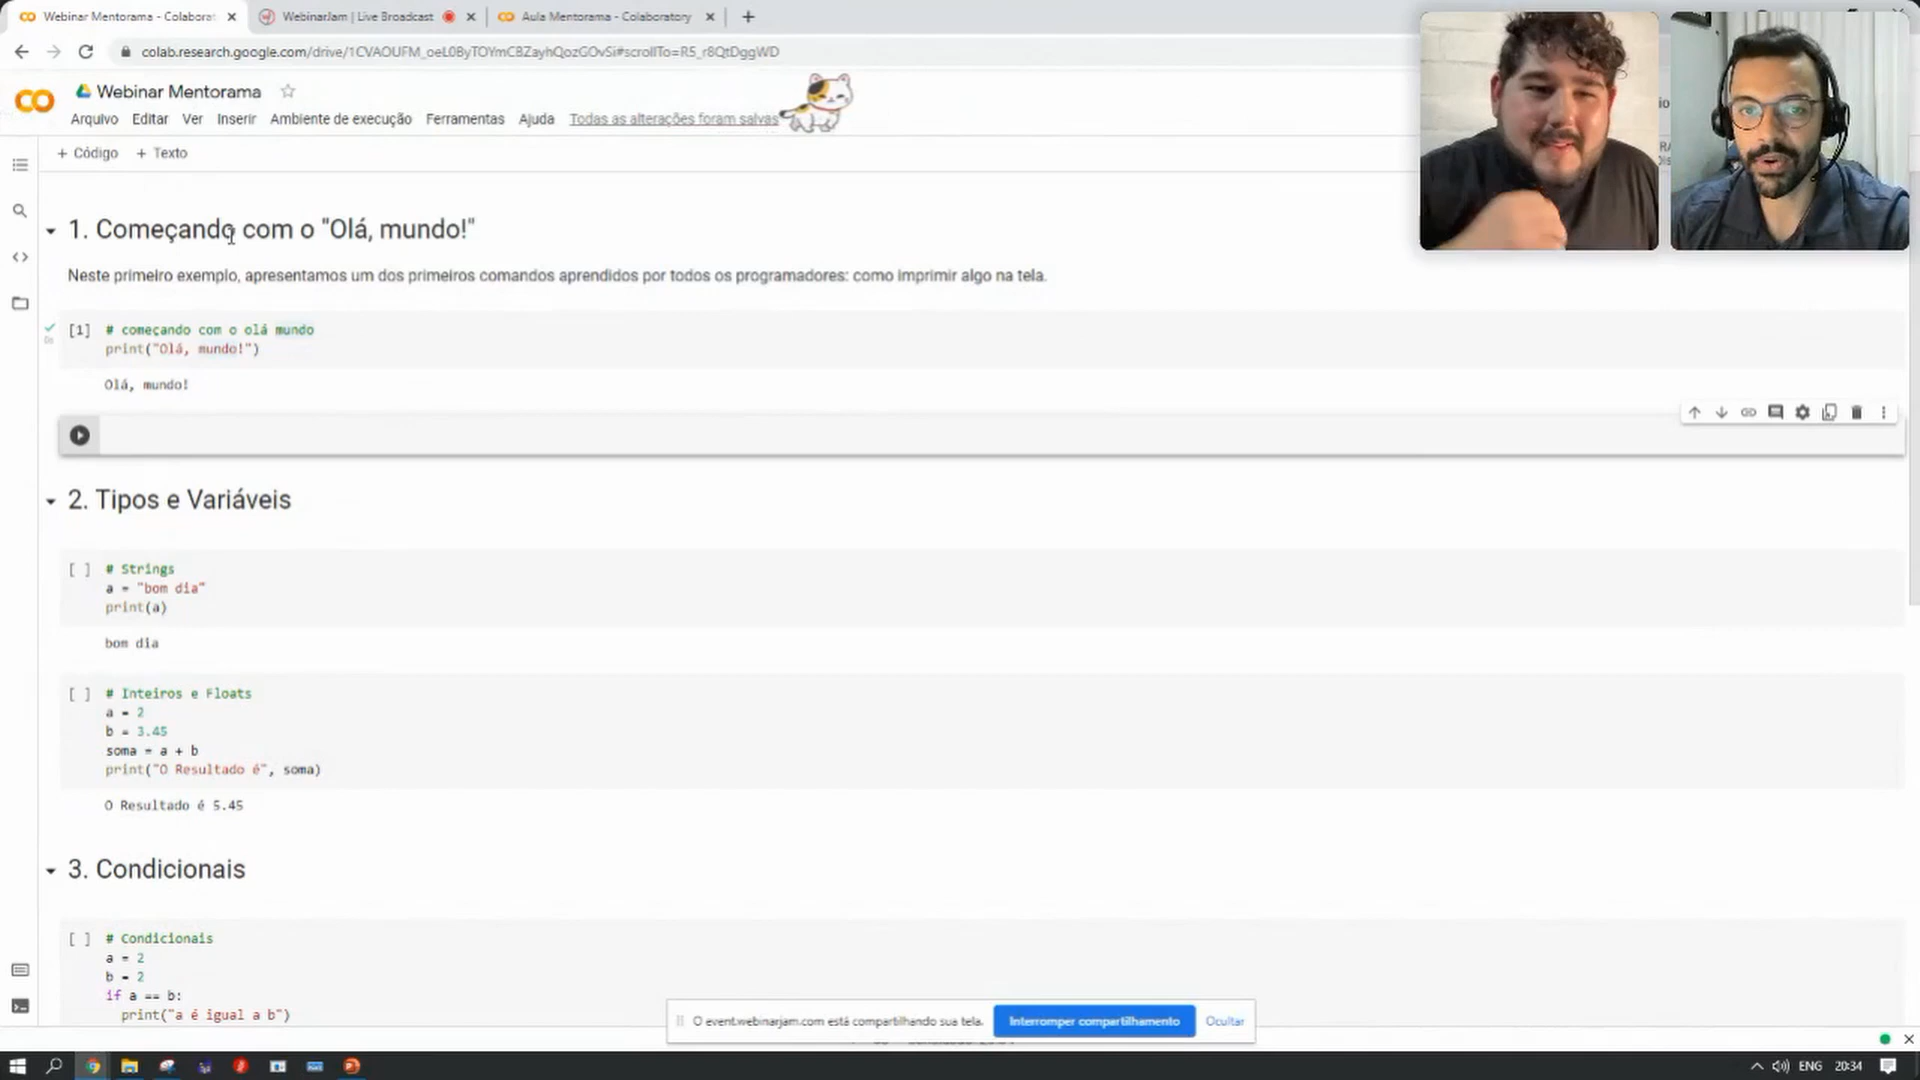 Webinar Mentorama - Colaborat
WebinarJam | Live Broadcast
Aula Mentorama - Colaboratory
colab.research.google.com/drive/1CVAOUFM_oeL0ByTOYmCBZayhQozGOvSi#scrollTo=R5_r8QtDggWD
Webinar Mentorama
Arquivo Editar Ver Inserir Ambiente de execução Ferramentas Ajuda Todas as alterações foram salvas
+ Código + Texto
1. Começando com o "Olá, mundo!"
Neste primeiro exemplo, apresentamos um dos primeiros comandos aprendidos por todos os programadores: como imprimir algo na tela.
[1] # começando com o olá mundo
print("Olá, mundo!")
Olá, mundo!
2. Tipos e Variáveis
[ ] # Strings
a = "bom dia"
print(a)
bom dia
[ ] # Inteiros e Floats
a = 2
b = 3.45
soma = a + b
print("O Resultado é", soma)
O Resultado é 5.45
3. Condicionais
[ ] # Condicionais
a = 2
b = 2
if a == b:
print("a é igual a b")
O event.webinarjam.com está compartilhando sua tela. Interromper compartilhamento Ocultar
ENG 20:34